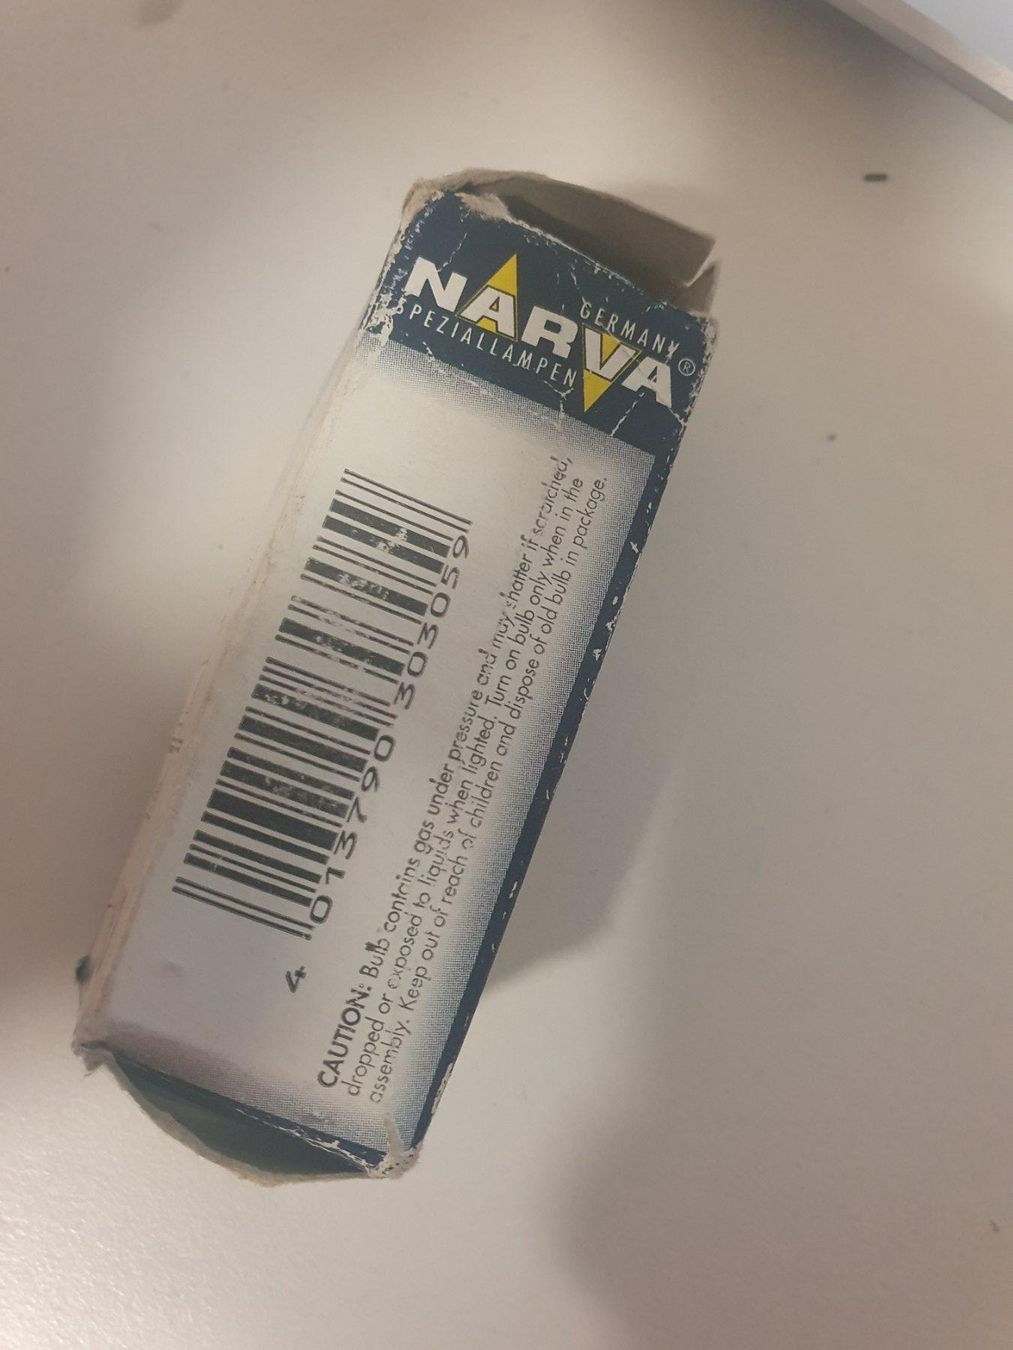 NARVA®
GERMANY
SPEZIALLAMPEN
4 013790 303059
CAUTION: Bulb contains gas under pressure and may shatter if scratched,
dropped or exposed to liquids when lighted. Turn on bulb only when in the
assembly. Keep out of reach of children and dispose of old bulb in package.